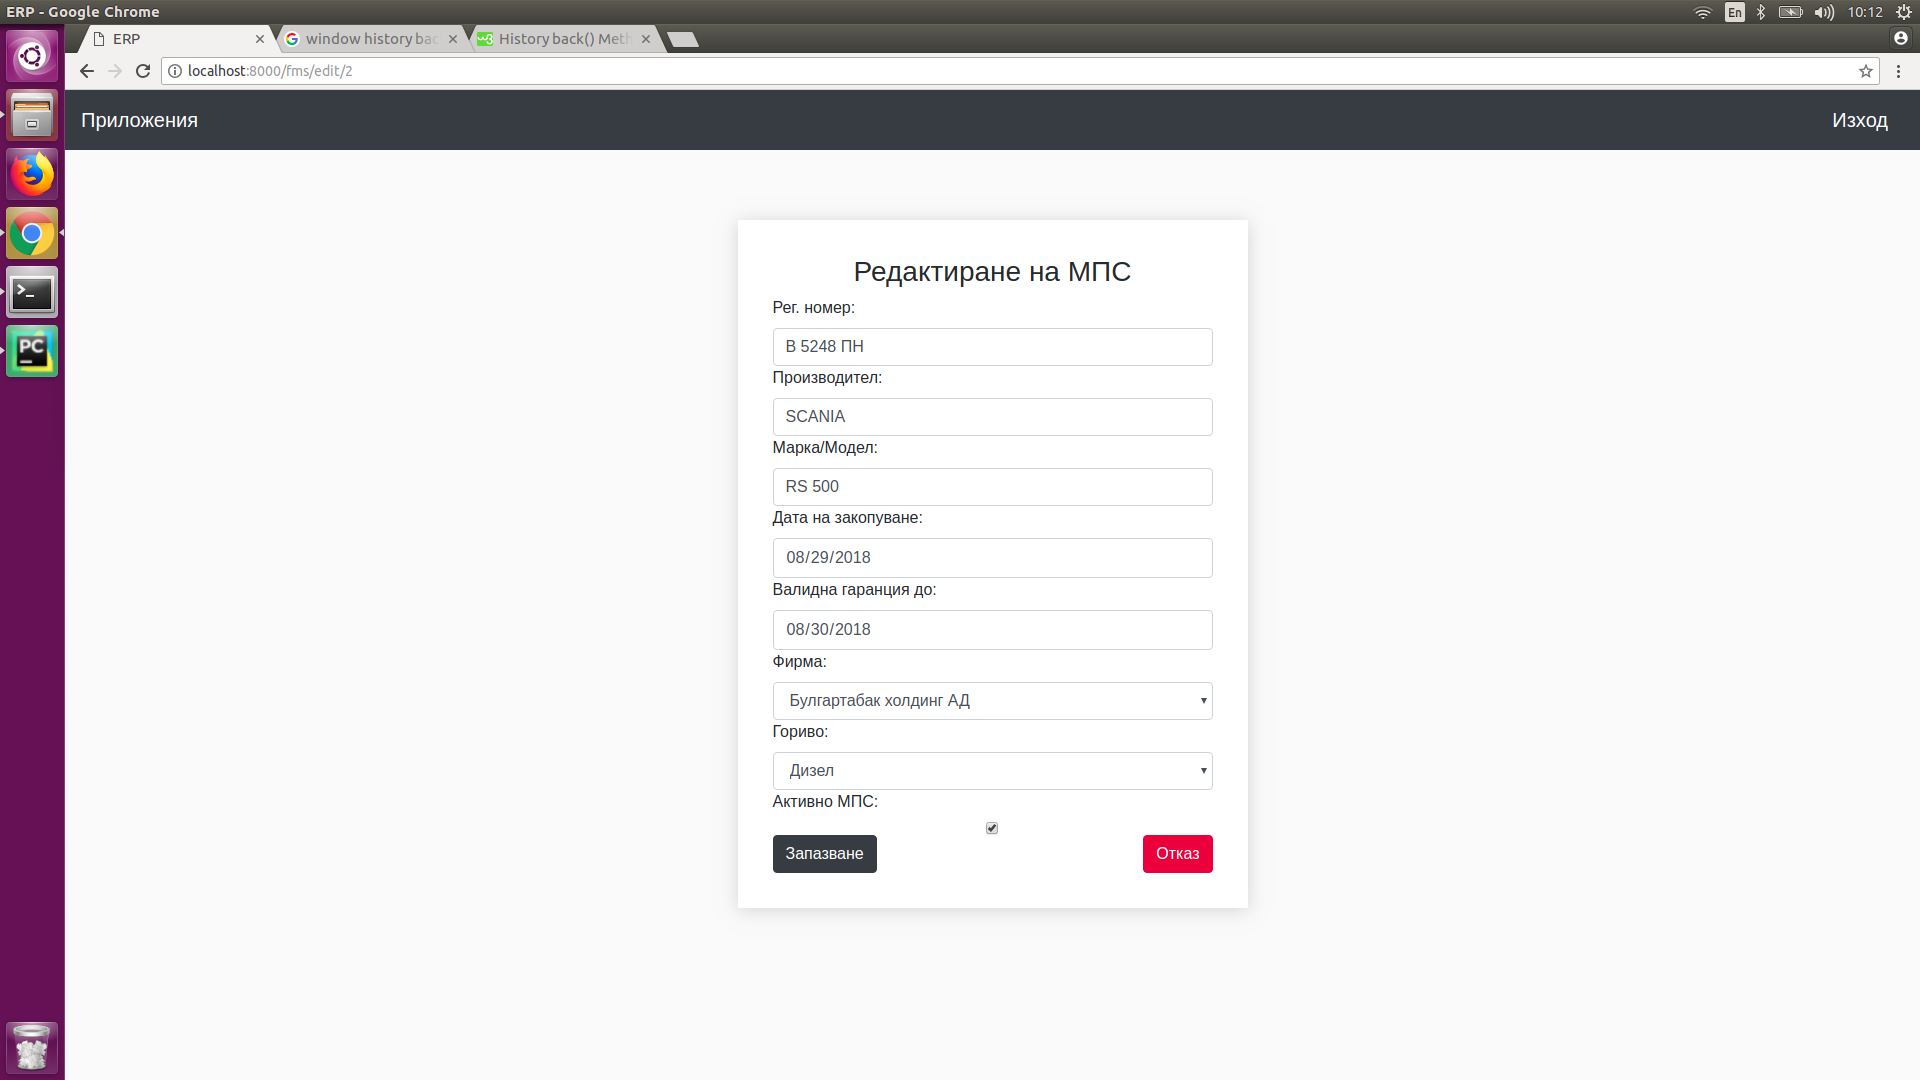 ERP - Google Chrome
En
10:12
ERP
window history bac
History back() Meth
localhost:8000/fms/edit/2
Приложения
Изход
Редактиране на МПС
Рег. номер:
В 5248 ПН
Производител:
SCANIA
Марка/Модел:
RS 500
Дата на закопуване:
08/29/2018
Валидна гаранция до:
08/30/2018
Фирма:
Булгартабак холдинг АД
Гориво:
Дизел
Активно МПС:
Запазване
Отказ
PC